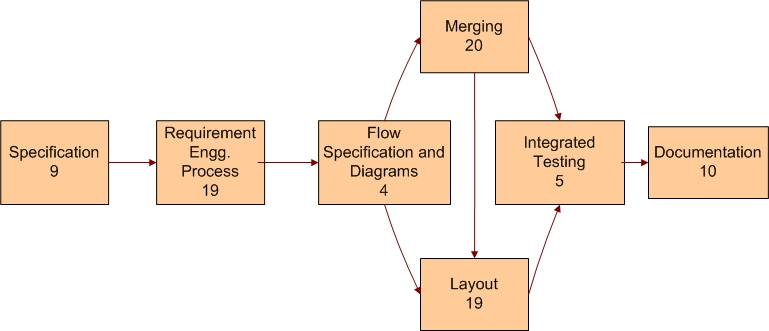 Merging
20
Specification
9
Requirement
Engg.
Process
19
Flow
Specification and
Diagrams
4
Integrated
Testing
5
Documentation
10
Layout
19